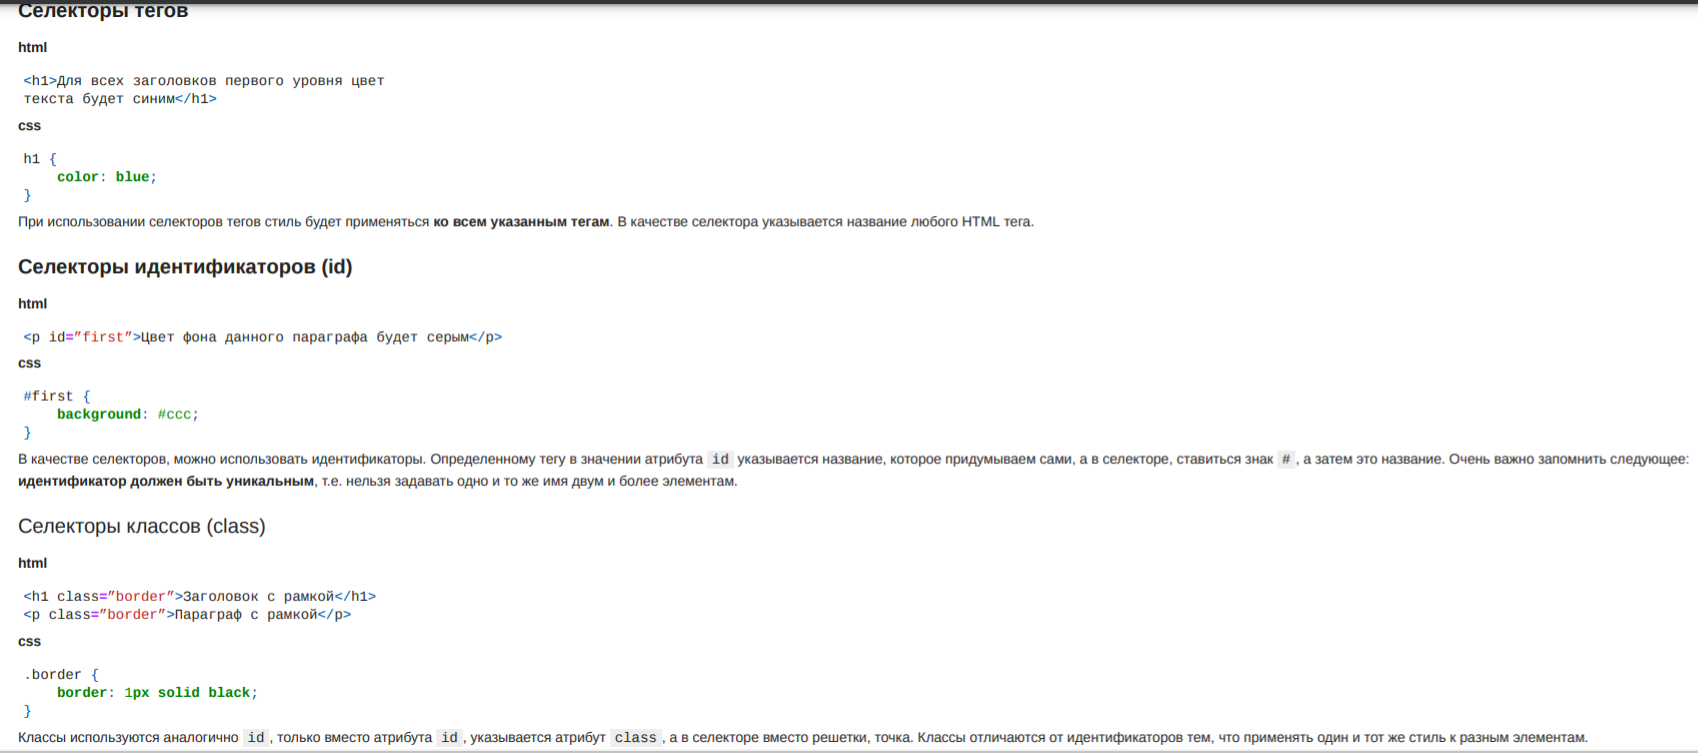 Селекторы тегов
html
<h1>Для всех заголовков первого уровня цвет
текста будет синим</h1>
css
h1 {
    color: blue;
}
При использовании селекторов тегов стиль будет применяться ко всем указанным тегам. В качестве селектора указывается название любого HTML тега.
Селекторы идентификаторов (id)
html
<p id=”first”>Цвет фона данного параграфа будет серым</p>
css
#first {
    background: #ccc;
}
В качестве селекторов, можно использовать идентификаторы. Определенному тегу в значении атрибута id указывается название, которое придумываем сами, а в селекторе, ставиться знак #, а затем это название. Очень важно запомнить следующее:
идентификатор должен быть уникальным, т.е. нельзя задавать одно и то же имя двум и более элементам.
Селекторы классов (class)
html
<h1 class=”border”>Заголовок с рамкой</h1>
<p class=”border”>Параграф с рамкой</p>
css
.border {
    border: 1px solid black;
}
Классы используются аналогично id, только вместо атрибута id, указывается атрибут class, а в селекторе вместо решетки, точка. Классы отличаются от идентификаторов тем, что применять один и тот же стиль к разным элементам.